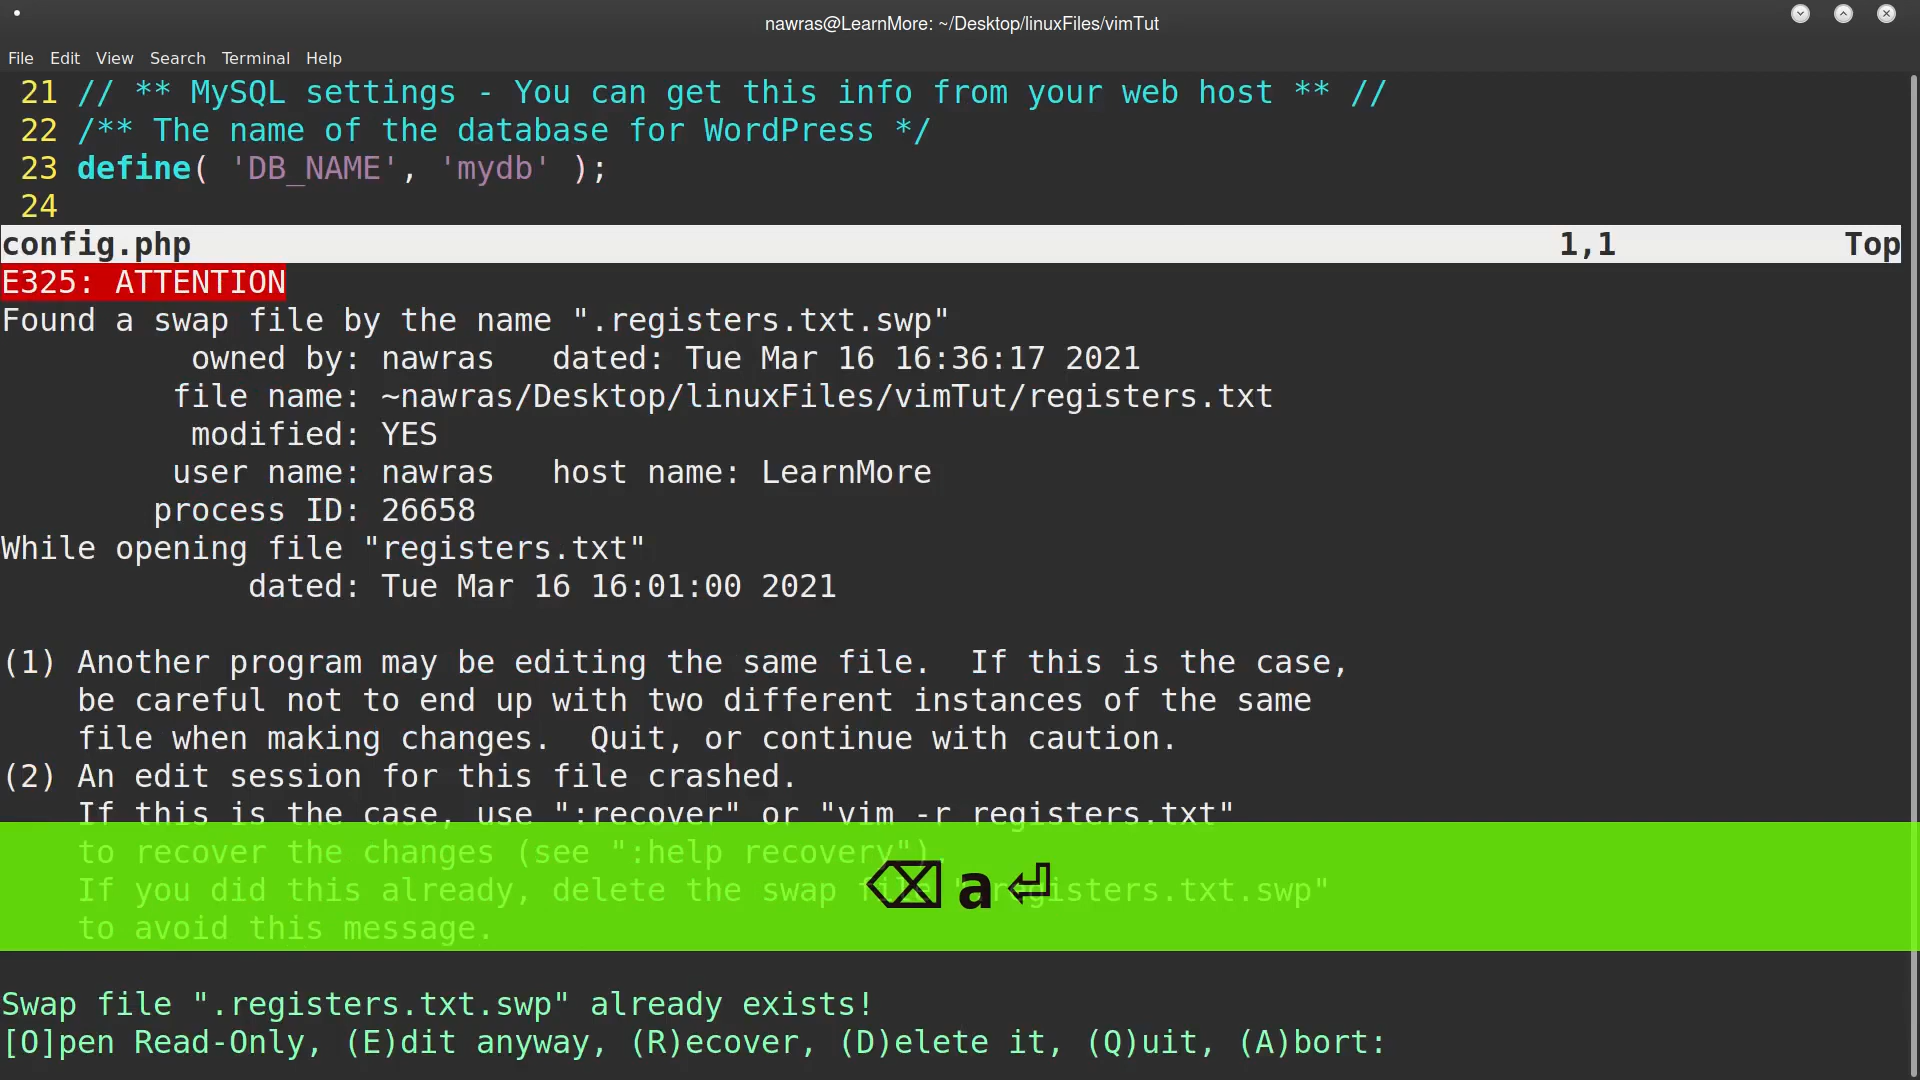 nawras@LearnMore: ~/Desktop/linuxFiles/vimTut
File Edit View Search Terminal Help
21 // ** MySQL settings - You can get this info from your web host ** //
22 /** The name of the database for WordPress */
23 define( 'DB_NAME', 'mydb' );
24
config.php 1,1 Top
E325: ATTENTION
Found a swap file by the name ".registers.txt.swp"
owned by: nawras dated: Tue Mar 16 16:36:17 2021
file name: ~nawras/Desktop/linuxFiles/vimTut/registers.txt
modified: YES
user name: nawras host name: LearnMore
process ID: 26658
While opening file "registers.txt"
dated: Tue Mar 16 16:01:00 2021
(1) Another program may be editing the same file. If this is the case,
be careful not to end up with two different instances of the same
file when making changes. Quit, or continue with caution.
(2) An edit session for this file crashed.
If this is the case, use ":recover" or "vim -r registers.txt"
to recover the changes (see ":help recovery").
If you did this already, delete the swap file ".registers.txt.swp"
to avoid this message.
⌫ a ⏎
Swap file ".registers.txt.swp" already exists!
[O]pen Read-Only, (E)dit anyway, (R)ecover, (D)elete it, (Q)uit, (A)bort: